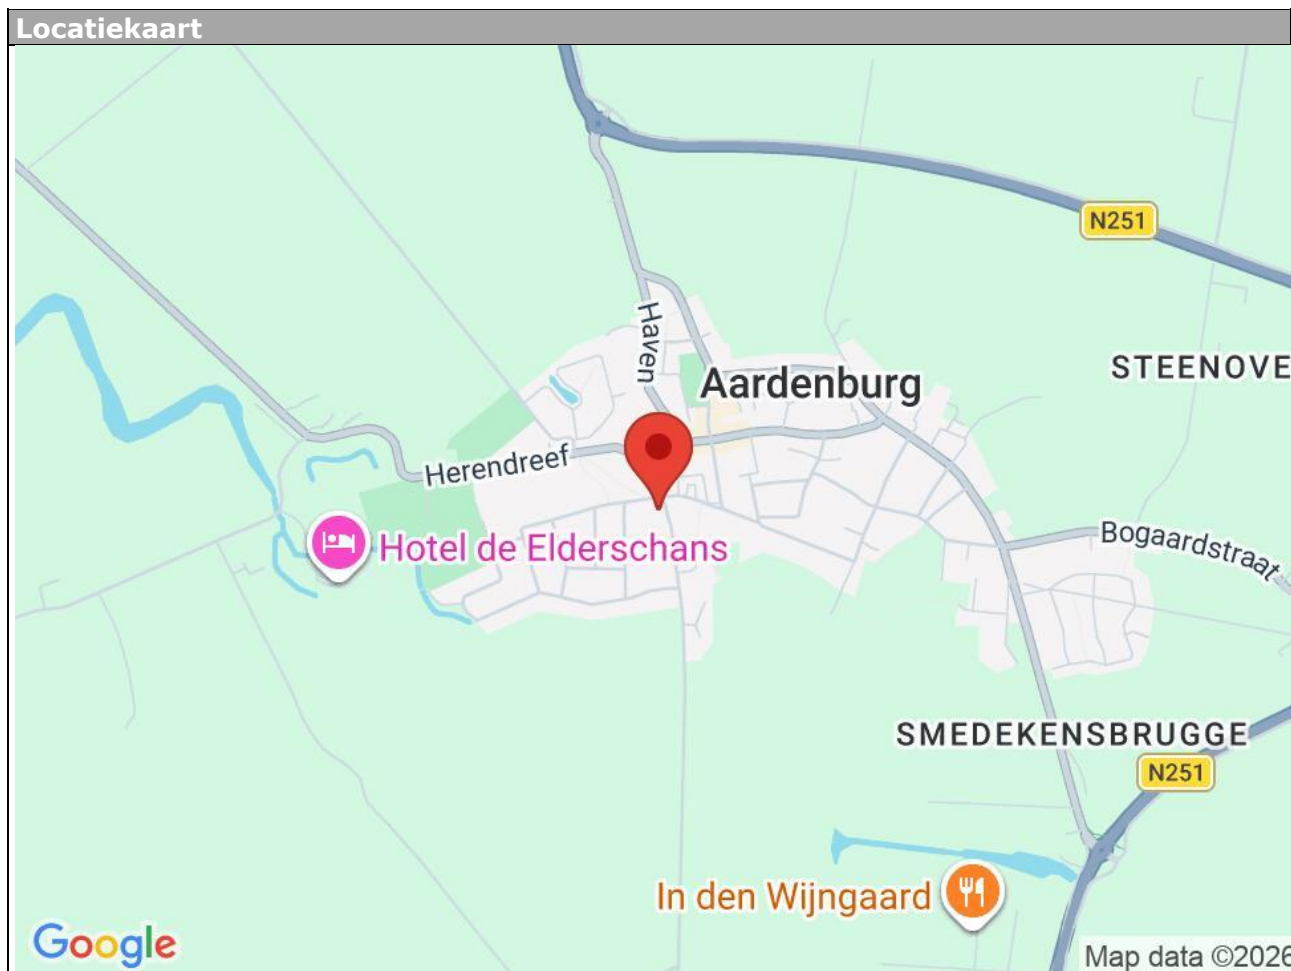 Locatiekaart
N251
Haven
STEENOVE
Aardenburg
Herendreef
Bogaardstraat
Hotel de Elderschans
SMEDEKENSBRUGGE
N251
In den Wijngaard
Google
Map data ©2026